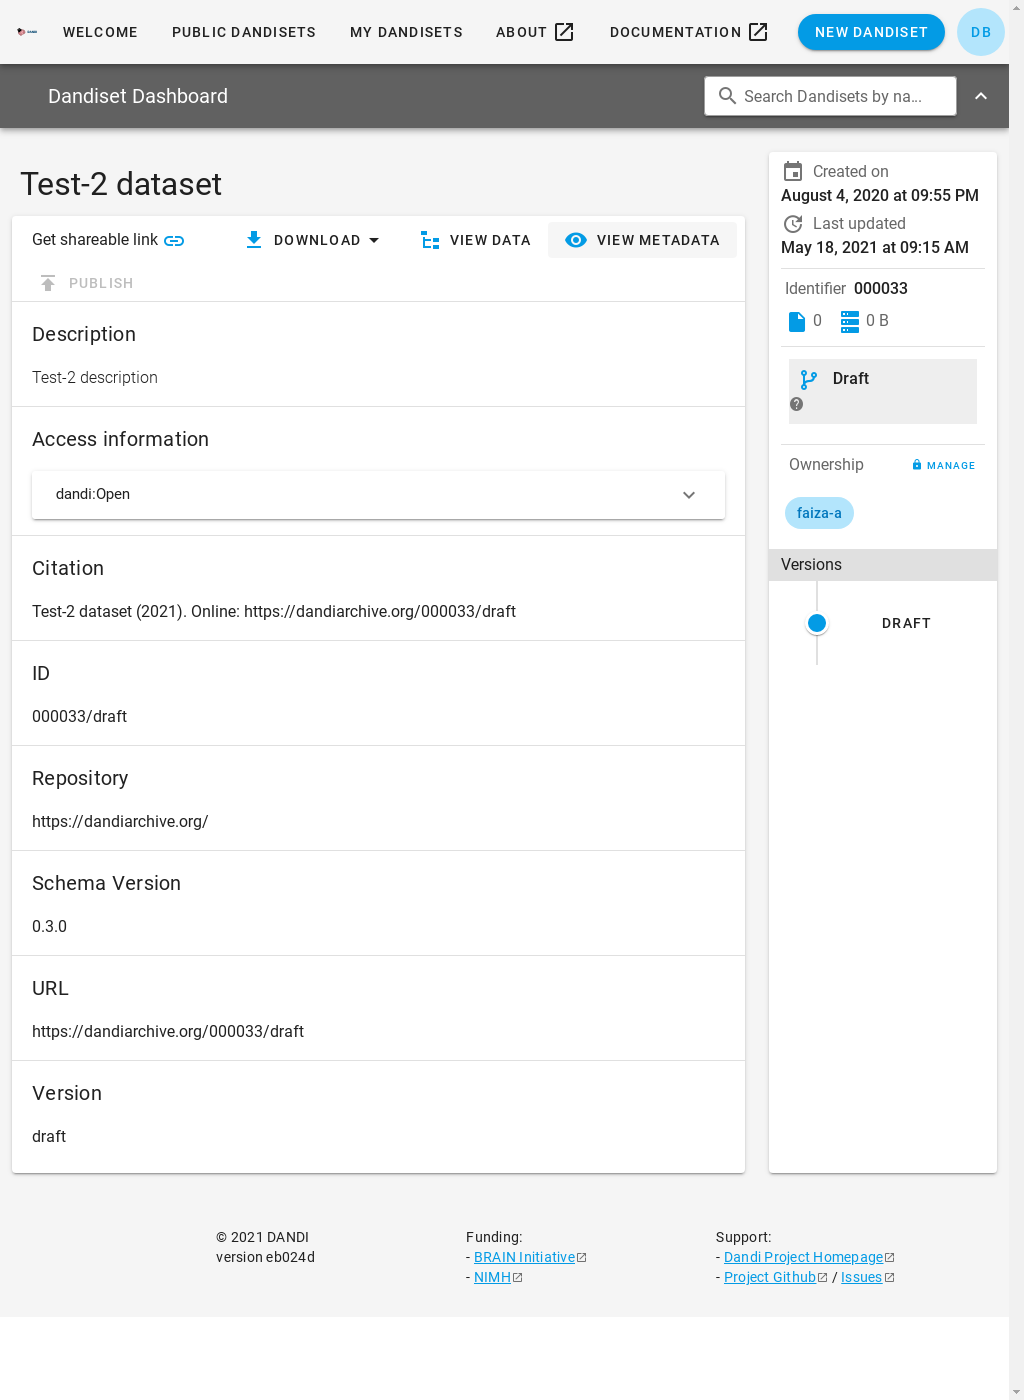 WELCOME PUBLIC DANDISETS MY DANDISETS ABOUT DOCUMENTATION NEW DANDISET DB
Dandiset Dashboard Search Dandisets by na...
Test-2 dataset
Get shareable link DOWNLOAD VIEW DATA VIEW METADATA
PUBLISH
Description
Test-2 description
Access information
dandi:Open
Citation
Test-2 dataset (2021). Online: https://dandiarchive.org/000033/draft
ID
000033/draft
Repository
https://dandiarchive.org/
Schema Version
0.3.0
URL
https://dandiarchive.org/000033/draft
Version
draft
Created on
August 4, 2020 at 09:55 PM
Last updated
May 18, 2021 at 09:15 AM
Identifier 000033
0 0 B
Draft
Ownership MANAGE
faiza-a
Versions
DRAFT
© 2021 DANDI
version eb024d
Funding:
- BRAIN Initiative
- NIMH
Support:
- Dandi Project Homepage
- Project Github / Issues